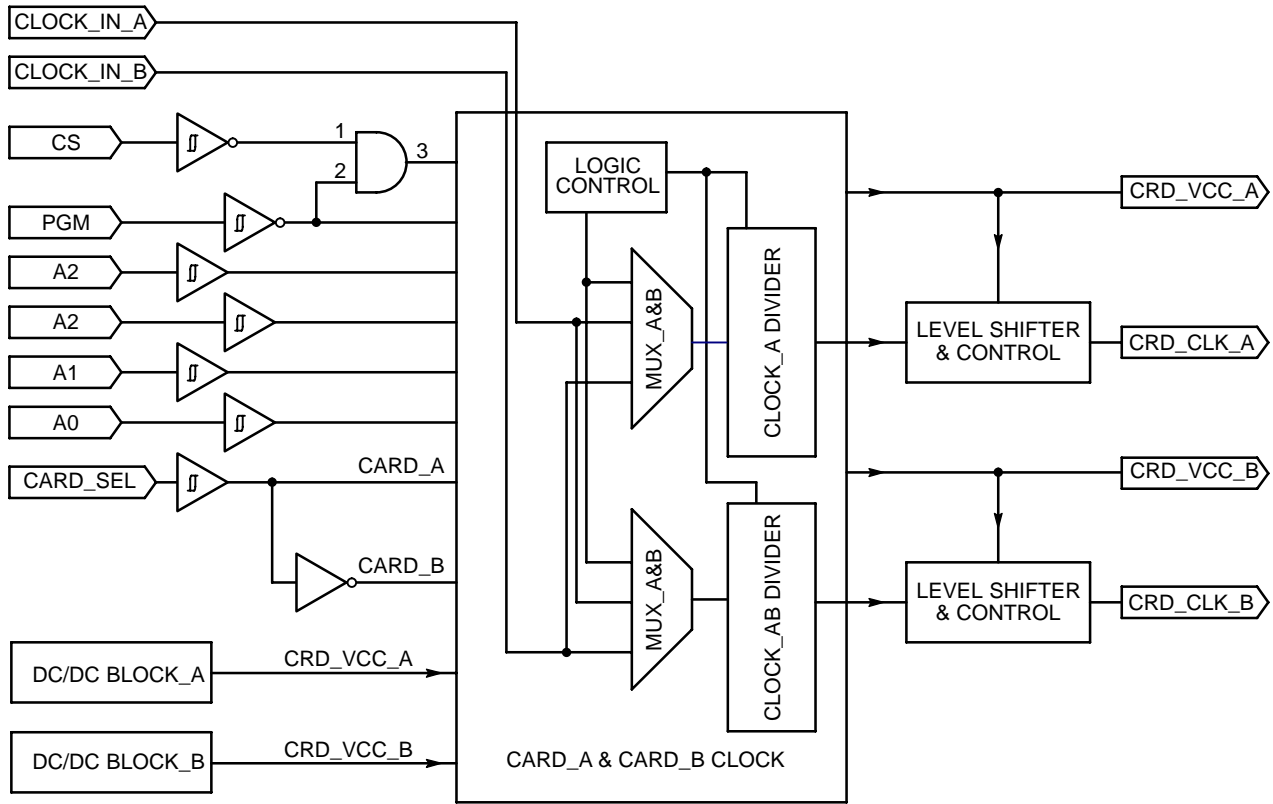 CLOCK_IN_A
CLOCK_IN_B
CS
1
2
3
PGM
A2
A2
A1
A0
CARD_SEL
CARD_A
CARD_B
DC/DC BLOCK_A
CRD_VCC_A
DC/DC BLOCK_B
CRD_VCC_B
LOGIC
CONTROL
MUX_A&B
CLOCK_A DIVIDER
MUX_A&B
CLOCK_AB DIVIDER
CARD_A & CARD_B CLOCK
CRD_VCC_A
LEVEL SHIFTER
& CONTROL
CRD_CLK_A
CRD_VCC_B
LEVEL SHIFTER
& CONTROL
CRD_CLK_B